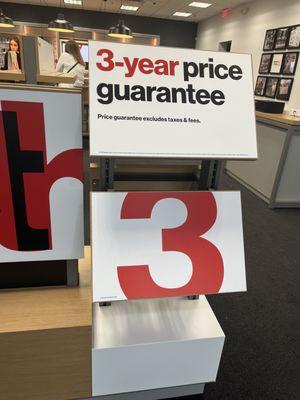 3-year price
guarantee
Price guarantee excludes taxes & fees.
th
3